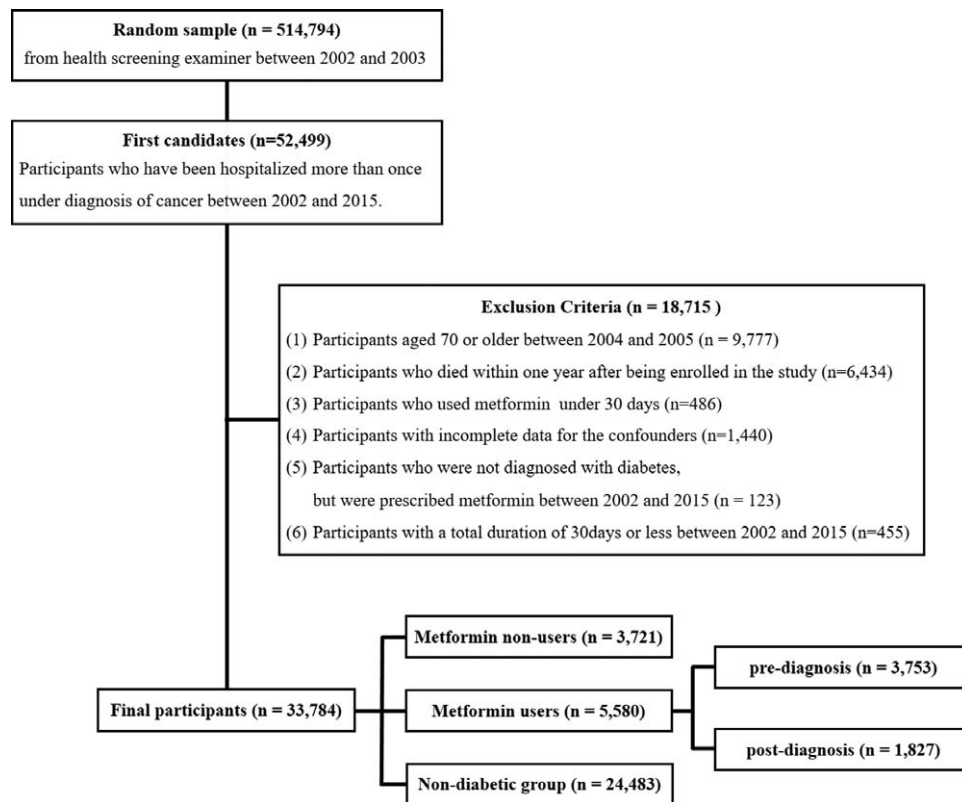 Random sample (n = 514,794)
from health screening examiner between 2002 and 2003
First candidates (n=52,499)
Participants who have been hospitalized more than once
under diagnosis of cancer between 2002 and 2015.
Exclusion Criteria (n = 18,715 )
(1) Participants aged 70 or older between 2004 and 2005 (n = 9,777)
(2) Participants who died within one year after being enrolled in the study (n=6,434)
(3) Participants who used metformin under 30 days (n=486)
(4) Participants with incomplete data for the confounders (n=1,440)
(5) Participants who were not diagnosed with diabetes,
but were prescribed metformin between 2002 and 2015 (n = 123)
(6) Participants with a total duration of 30days or less between 2002 and 2015 (n=455)
Final participants (n = 33,784)
Metformin non-users (n = 3,721)
Metformin users (n = 5,580)
Non-diabetic group (n = 24,483)
pre-diagnosis (n = 3,753)
post-diagnosis (n = 1,827)